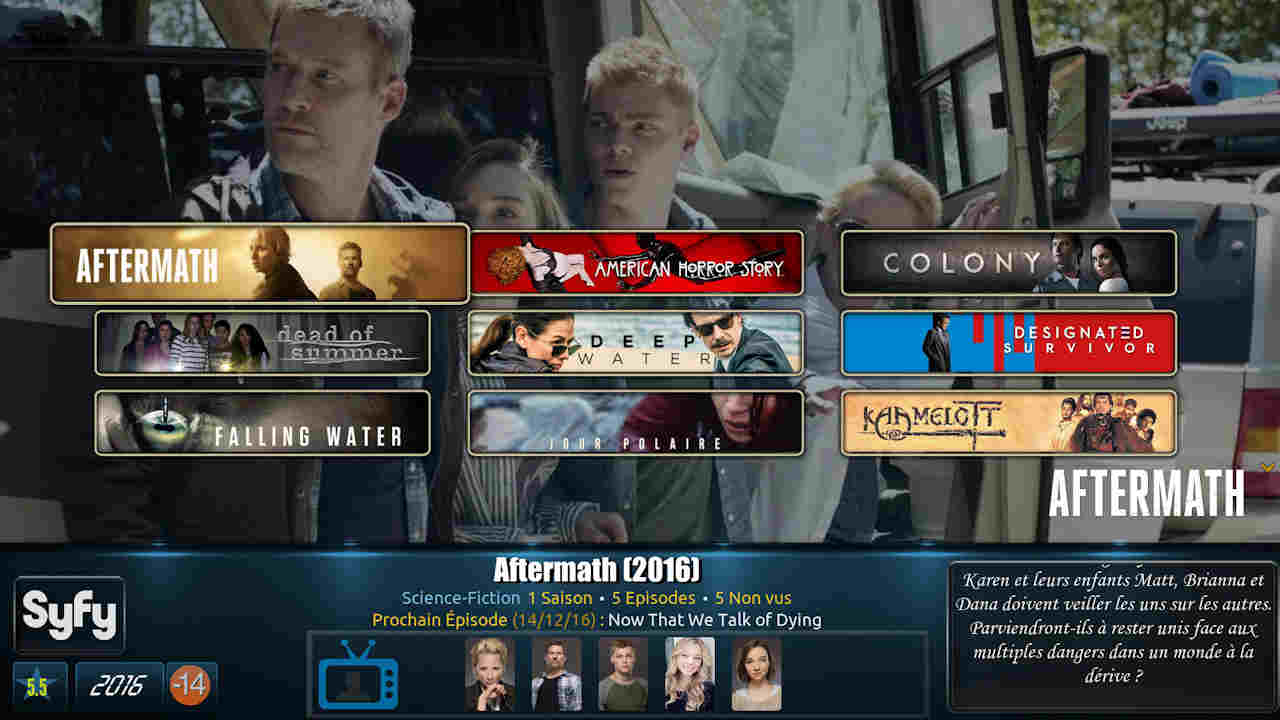 Jeep
AFTERMATH
AMERICAN HORROR STORY
COLONY
dead of
summer
DEEP
WATER
DESIGNATED
SURVIVOR
FALLING WATER
JOUR POLAIRE
KAAMELOTT
AFTERMATH
Syfy
5.5
2016
-14
Aftermath (2016)
Science-Fiction 1 Saison • 5 Episodes • 5 Non vus
Prochain Épisode (14/12/16) : Now That We Talk of Dying
Karen et leurs enfants Matt, Brianna et
Dana doivent veiller les uns sur les autres.
Parviendront-ils à rester unis face aux
multiples dangers dans un monde à la
dérive ?